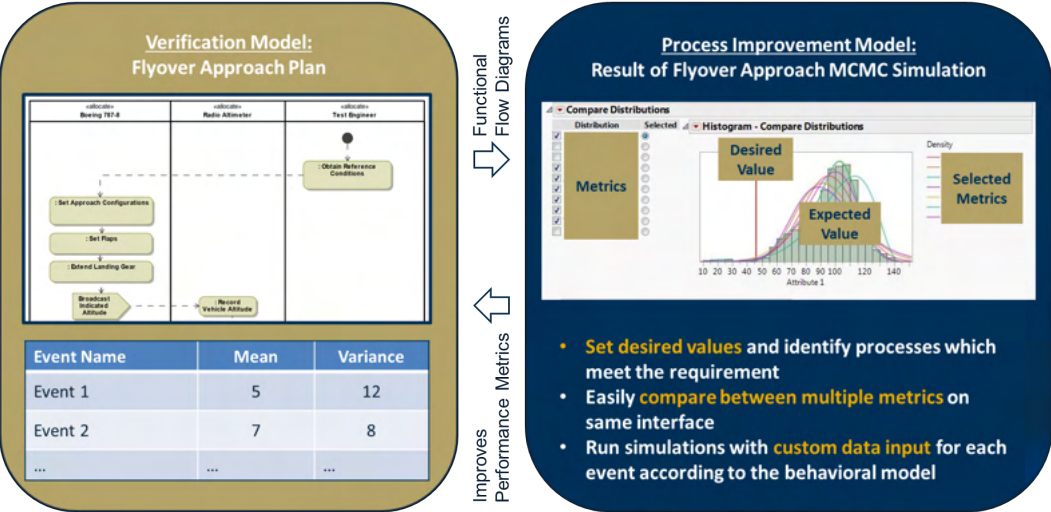 Verification Model:
Flyover Approach Plan
«allocate»
Boeing 787-8
«allocate»
Radio Altimeter
«allocate»
Test Engineer
: Obtain Reference
Conditions
: Set Approach Configurations
: Set Flaps
: Extend Landing Gear
Broadcast
Indicated
Altitude
: Record
Vehicle Altitude
Event Name Mean Variance
Event 1 5 12
Event 2 7 8
... ... ...
Functional
Flow Diagrams
Improves
Performance Metrics
Process Improvement Model:
Result of Flyover Approach MCMC Simulation
Compare Distributions
Distribution Selected
Histogram - Compare Distributions
Metrics
Desired
Value
Expected
Value
Density
Selected
Metrics
10 20 30 40 50 60 70 80 90 100 120 140
Attribute 1
• Set desired values and identify processes which
meet the requirement
• Easily compare between multiple metrics on
same interface
• Run simulations with custom data input for each
event according to the behavioral model